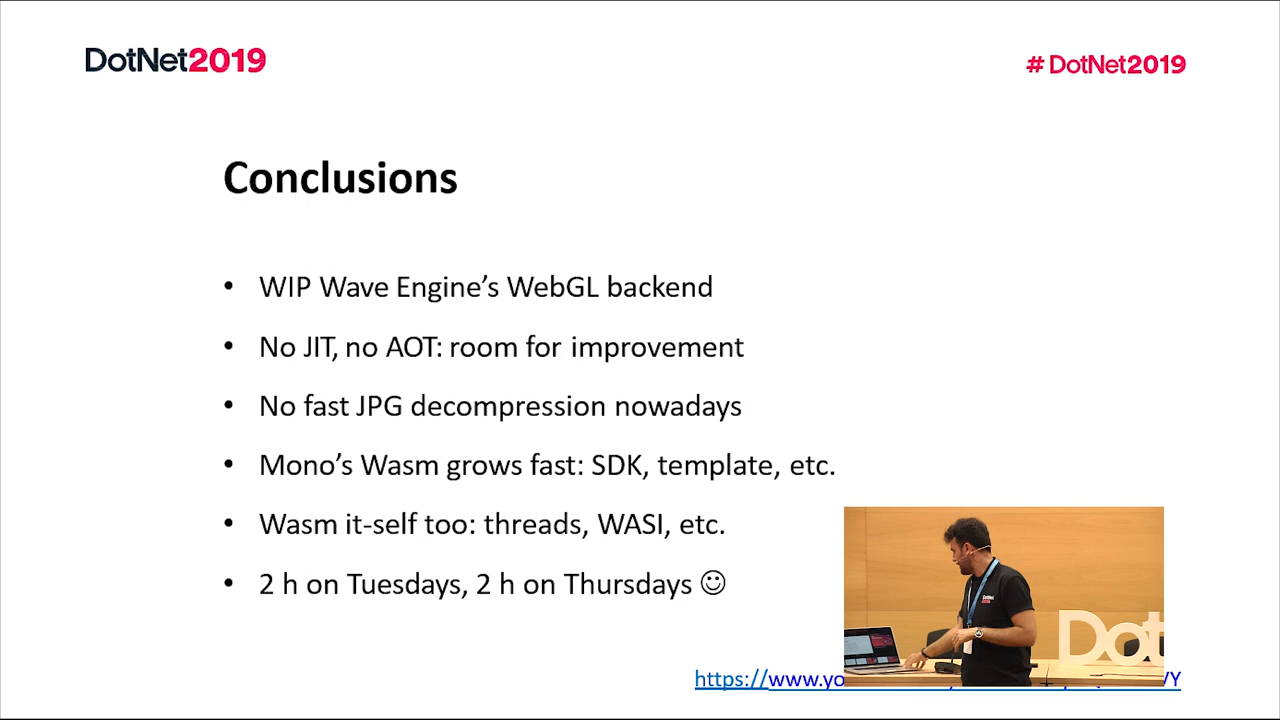 DotNet2019
# DotNet2019
Conclusions
• WIP Wave Engine’s WebGL backend
• No JIT, no AOT: room for improvement
• No fast JPG decompression nowadays
• Mono’s Wasm grows fast: SDK, template, etc.
• Wasm it-self too: threads, WASI, etc.
• 2 h on Tuesdays, 2 h on Thursdays ☺
Dot